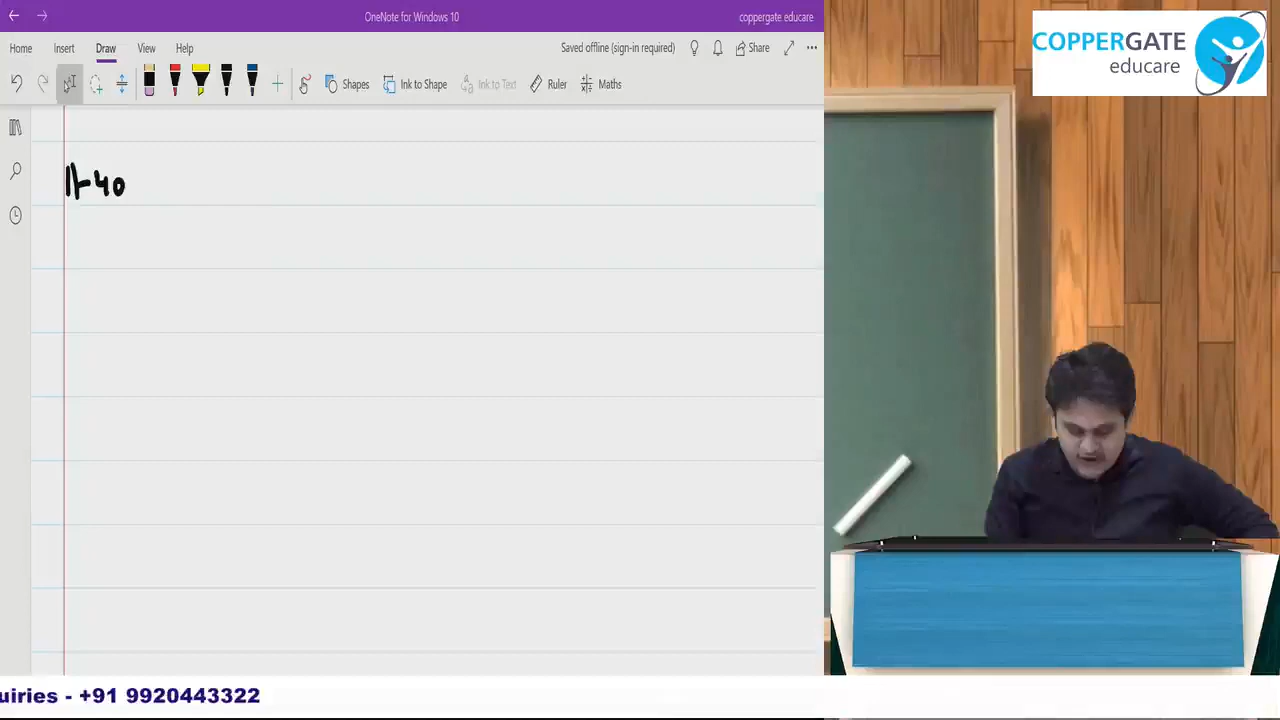 OneNote for Windows 10
coppergate educare
Home Insert Draw View Help
Saved offline (sign-in required)
Share
Shapes
Ink to Shape
Ink to Text
Ruler
Maths
COPPERGATE
educare
uiries - +91 9920443322